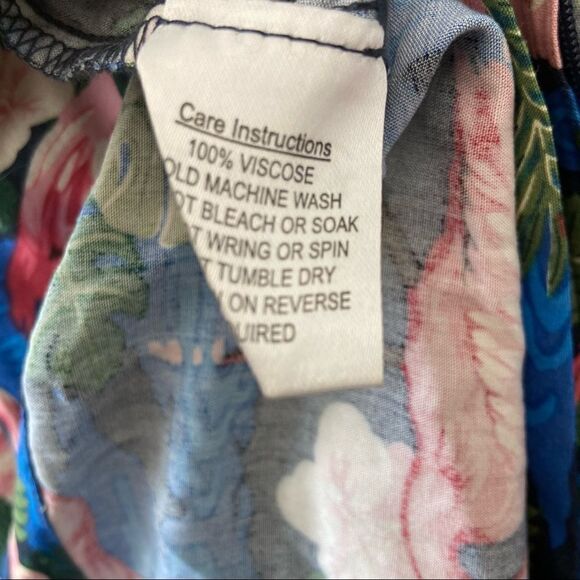 Care Instructions
100% VISCOSE
OLD MACHINE WASH
OT BLEACH OR SOAK
T WRING OR SPIN
T TUMBLE DRY
ON REVERSE
UIRED